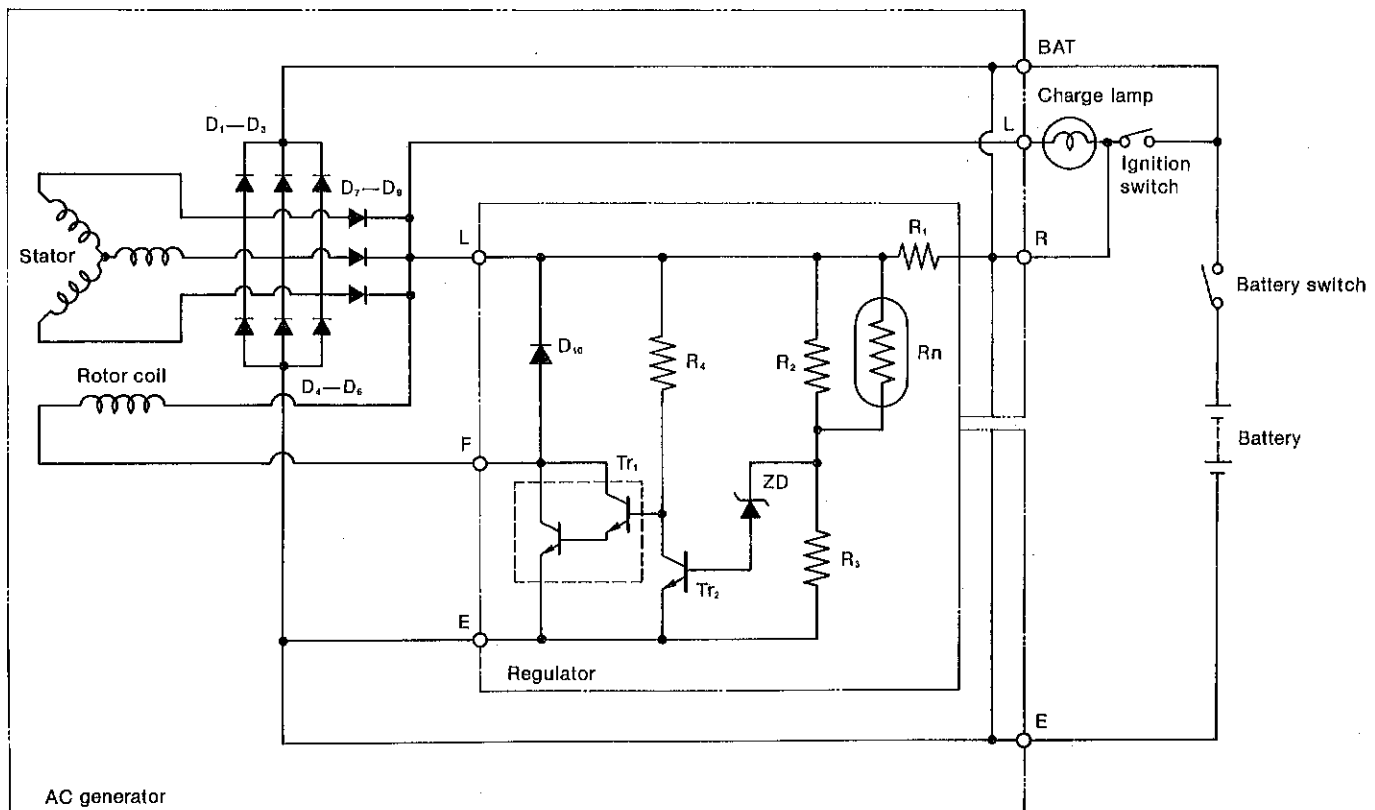 BAT
Charge lamp
L
D₁—D₃
Ignition
switch
D₇—D₉
R₁
Stator
L
R
Battery switch
D₁₀
R₄
R₂
Rn
Rotor coil
D₄—D₆
Battery
F
Tr₁
ZD
R₃
Tr₂
E
Regulator
E
AC generator